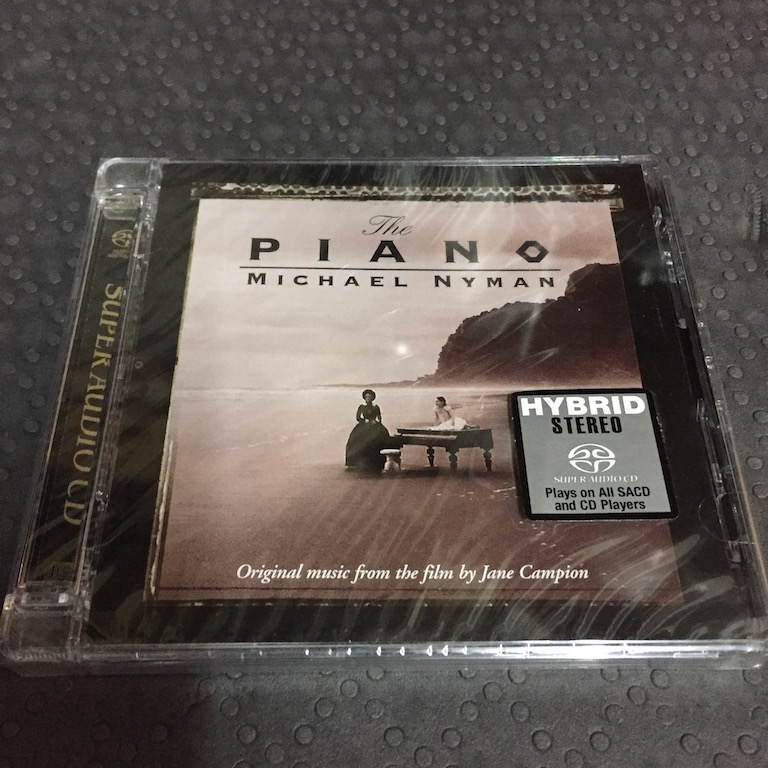 The
PIANO
MICHAEL NYMAN
HYBRID
STEREO
SUPER AUDIO CD
Plays on All SACD
and CD Players
Original music from the film by Jane Campion
SUPER AUDIO CD